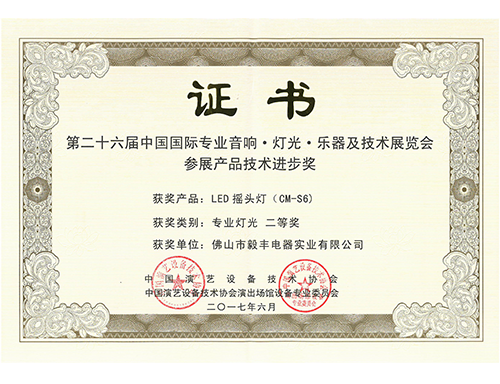 证书
第二十六届中国国际专业音响·灯光·乐器及技术展览会
参展产品技术进步奖
获奖产品：LED 摇头灯（CM-S6）
获奖类别：专业灯光 二等奖
获奖单位：佛山市毅丰电器实业有限公司
中国演艺设备技术协会
中国演艺设备技术协会演出场馆设备专业委员会
二〇一七年六月